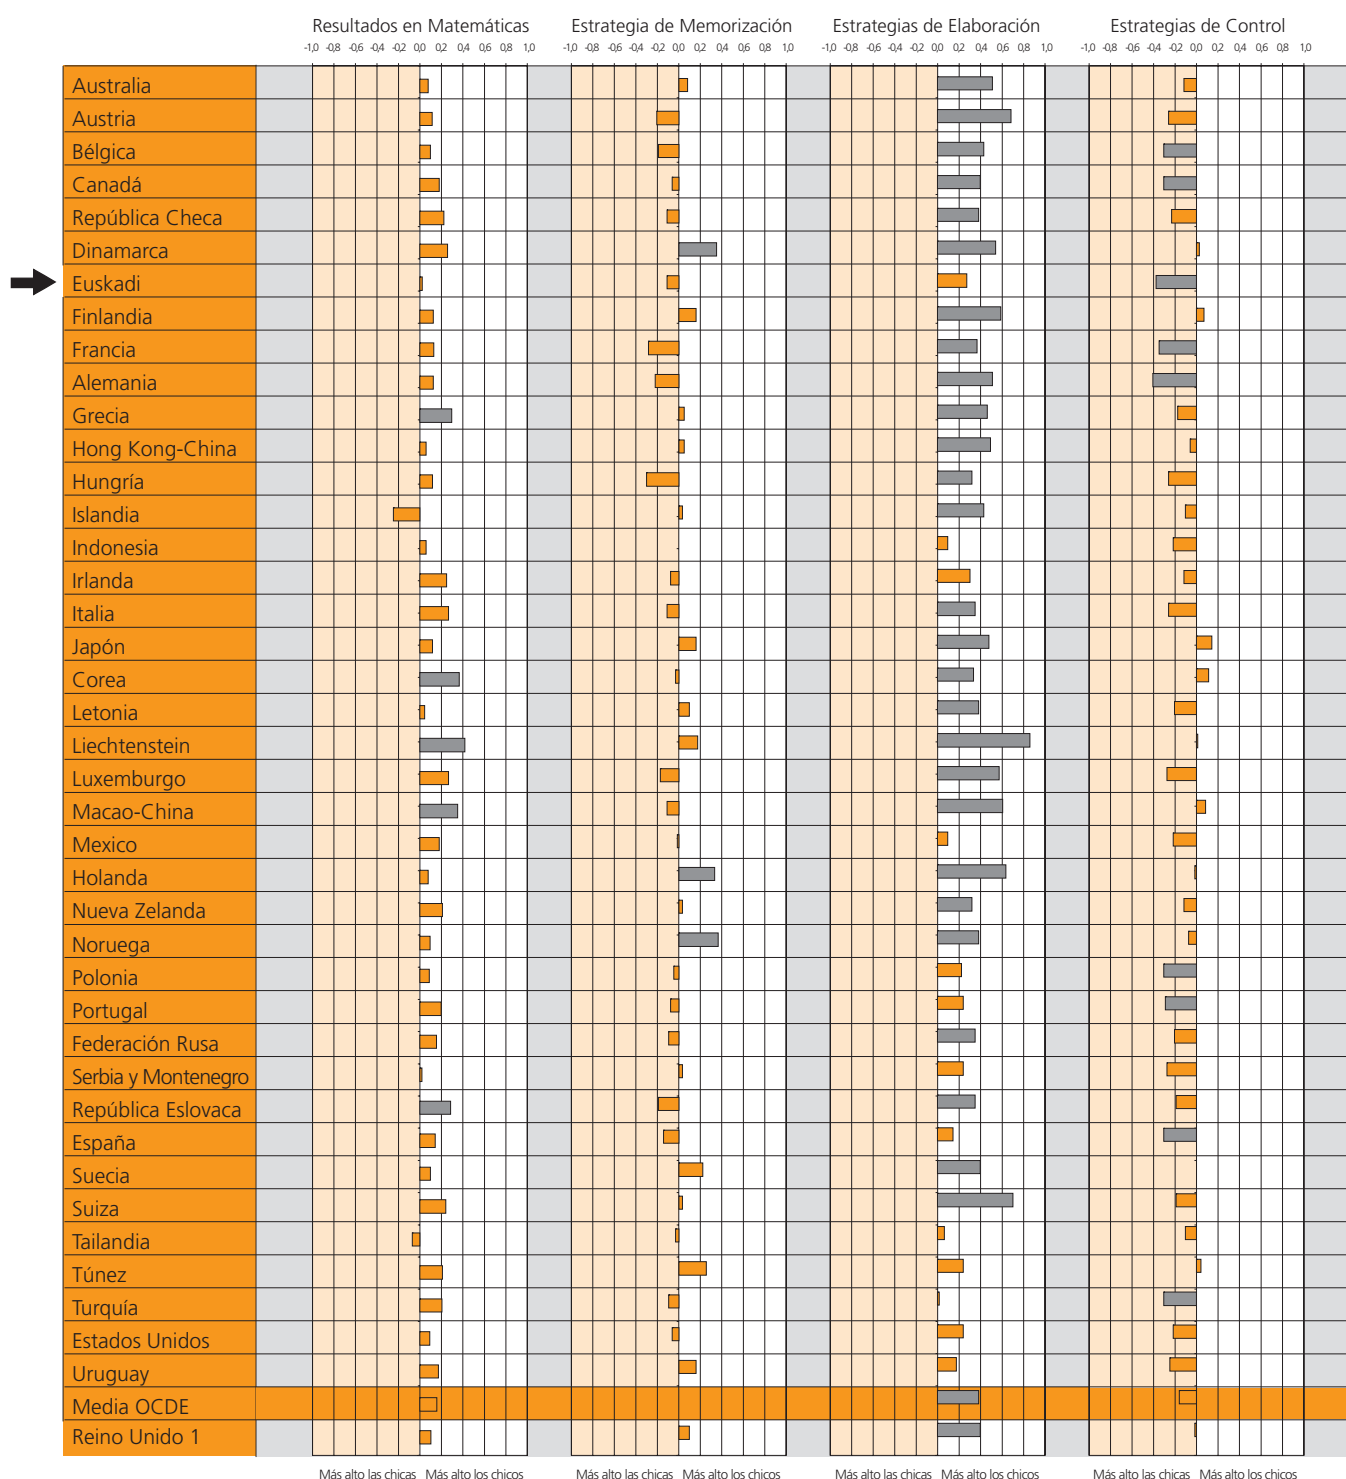 Resultados en Matemáticas Estrategia de Memorización Estrategias de Elaboración Estrategias de Control
-1,0 -0,8 -0,6 -0,4 -0,2 0,0 0,2 0,4 0,6 0,8 1,0 -1,0 -0,8 -0,6 -0,4 -0,2 0,0 0,2 0,4 0,6 0,8 1,0 -1,0 -0,8 -0,6 -0,4 -0,2 0,0 0,2 0,4 0,6 0,8 1,0 -1,0 -0,8 -0,6 -0,4 -0,2 0,0 0,2 0,4 0,6 0,8 1,0
Australia
Austria
Bélgica
Canadá
República Checa
Dinamarca
Euskadi
Finlandia
Francia
Alemania
Grecia
Hong Kong-China
Hungría
Islandia
Indonesia
Irlanda
Italia
Japón
Corea
Letonia
Liechtenstein
Luxemburgo
Macao-China
Mexico
Holanda
Nueva Zelanda
Noruega
Polonia
Portugal
Federación Rusa
Serbia y Montenegro
República Eslovaca
España
Suecia
Suiza
Tailandia
Túnez
Turquía
Estados Unidos
Uruguay
Media OCDE
Reino Unido 1
Más alto las chicas Más alto los chicos Más alto las chicas Más alto los chicos Más alto las chicas Más alto los chicos Más alto las chicas Más alto los chicos